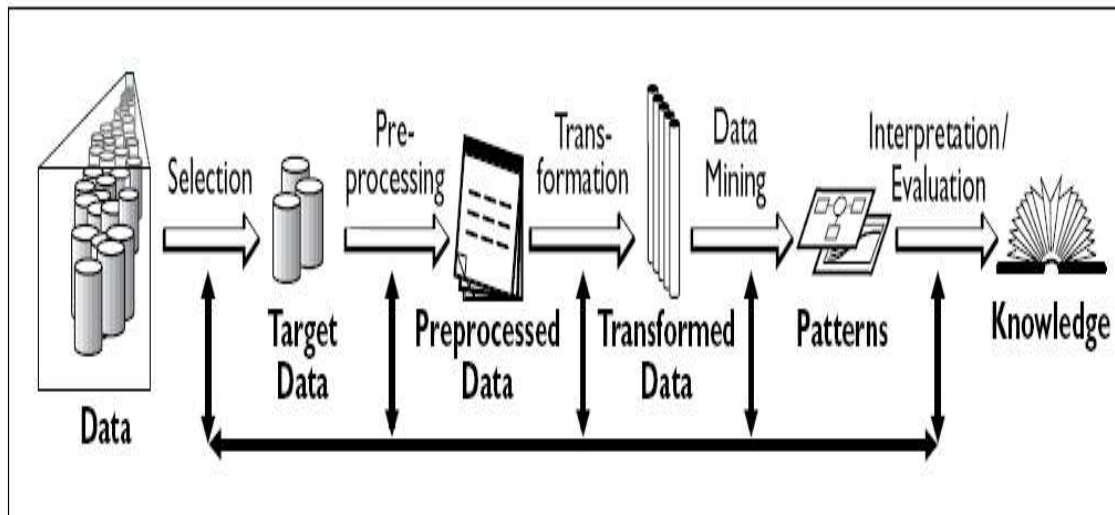 Selection
Pre-
processing
Trans-
formation
Data
Mining
Interpretation/
Evaluation
Data
Target
Data
Preprocessed
Data
Transformed
Data
Patterns
Knowledge